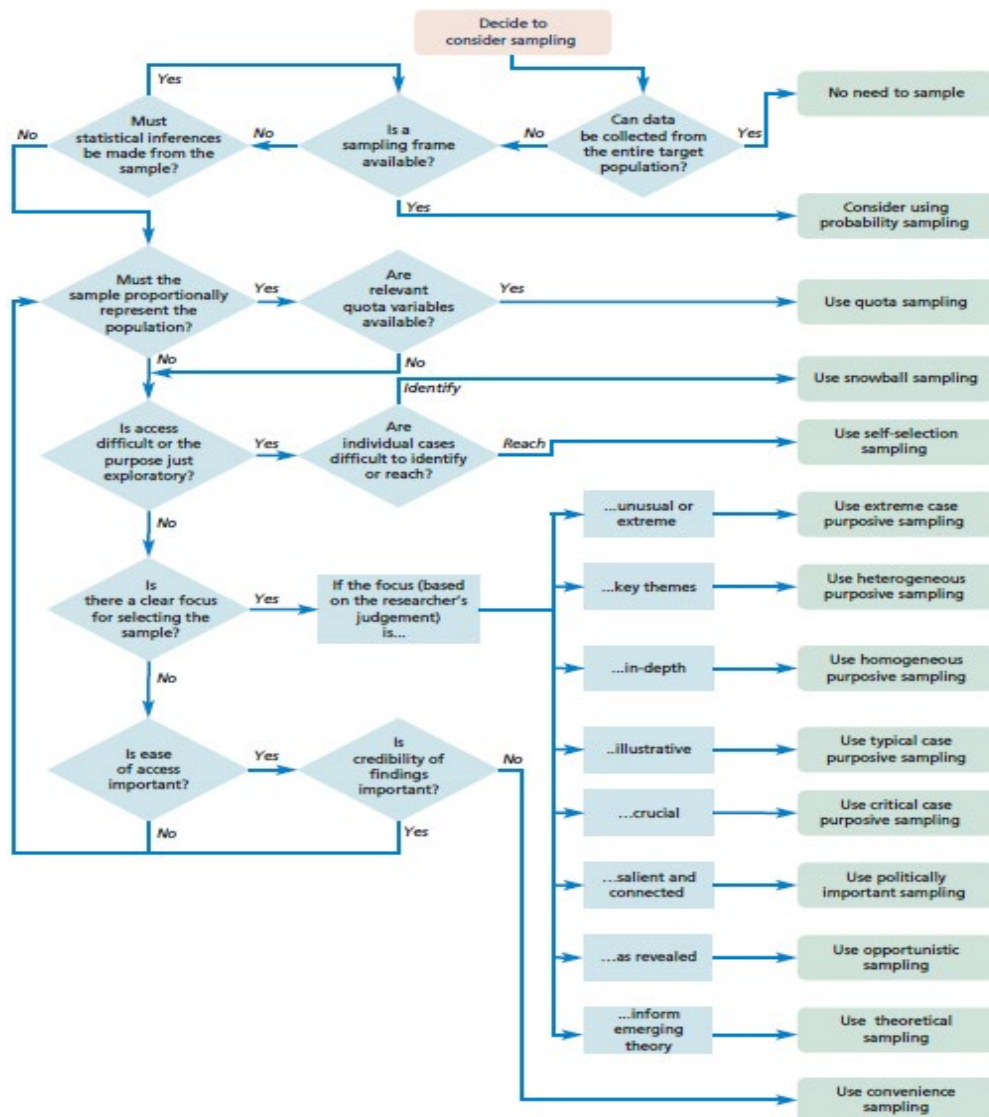 Decide to
consider sampling
Yes
No
Must
statistical inferences
be made from the
sample?
No
Is a
sampling frame
available?
No
Can data
be collected from
the entire target
population?
Yes
No need to sample
Yes
Consider using
probability sampling
Must the
sample proportionally
represent the
population?
Yes
Are
relevant
quota variables
available?
Yes
Use quota sampling
No
No
Identify
Use snowball sampling
Is access
difficult or the
purpose just
exploratory?
Yes
Are
individual cases
difficult to identify
or reach?
Reach
Use self-selection
sampling
No
Is
there a clear focus
for selecting the
sample?
Yes
If the focus (based
on the researcher's
judgement)
is...
...unusual or
extreme
Use extreme case
purposive sampling
...key themes
Use heterogeneous
purposive sampling
...in-depth
Use homogeneous
purposive sampling
No
Is ease
of access
important?
Yes
Is
credibility of
findings
important?
No
..illustrative
Use typical case
purposive sampling
...crucial
Use critical case
purposive sampling
No
Yes
...salient and
connected
Use politically
important sampling
...as revealed
Use opportunistic
sampling
...inform
emerging
theory
Use theoretical
sampling
Use convenience
sampling